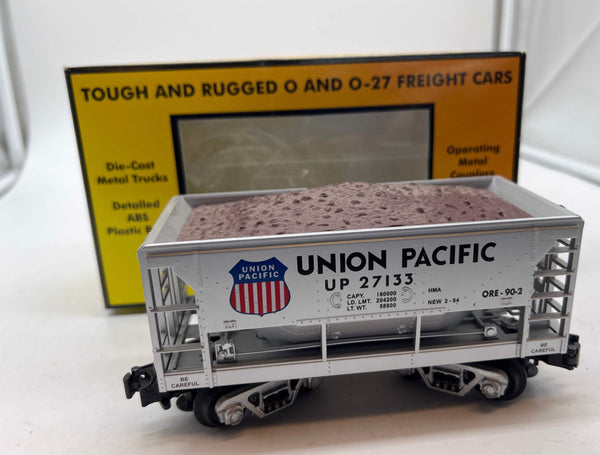 TOUGH AND RUGGED O AND O-27 FREIGHT CARS
Die-Cast
Metal Trucks
Detailed
ABS
Plastic
Operating
Metal
Couplers
UNION
PACIFIC
UNION PACIFIC
UP 27133
CAPY. 180000
LD. LMT. 204200
LT. WT. 58800
HMA
NEW 2-64
ORE-90-2
BE
CAREFUL
BE
CAREFUL